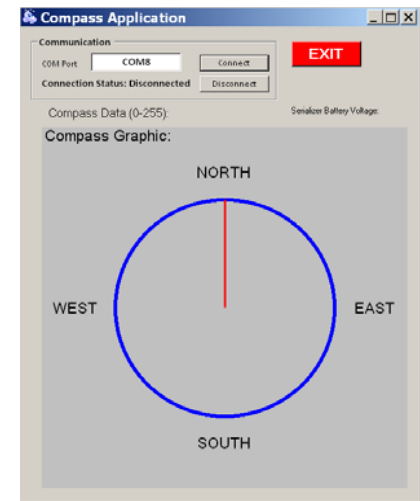 Compass Application
Communication
COM Port COM8 Connect
EXIT
Connection Status: Disconnected Disconnect
Compass Data (0-255): Serializer Battery Voltage:
Compass Graphic:
NORTH
WEST EAST
SOUTH